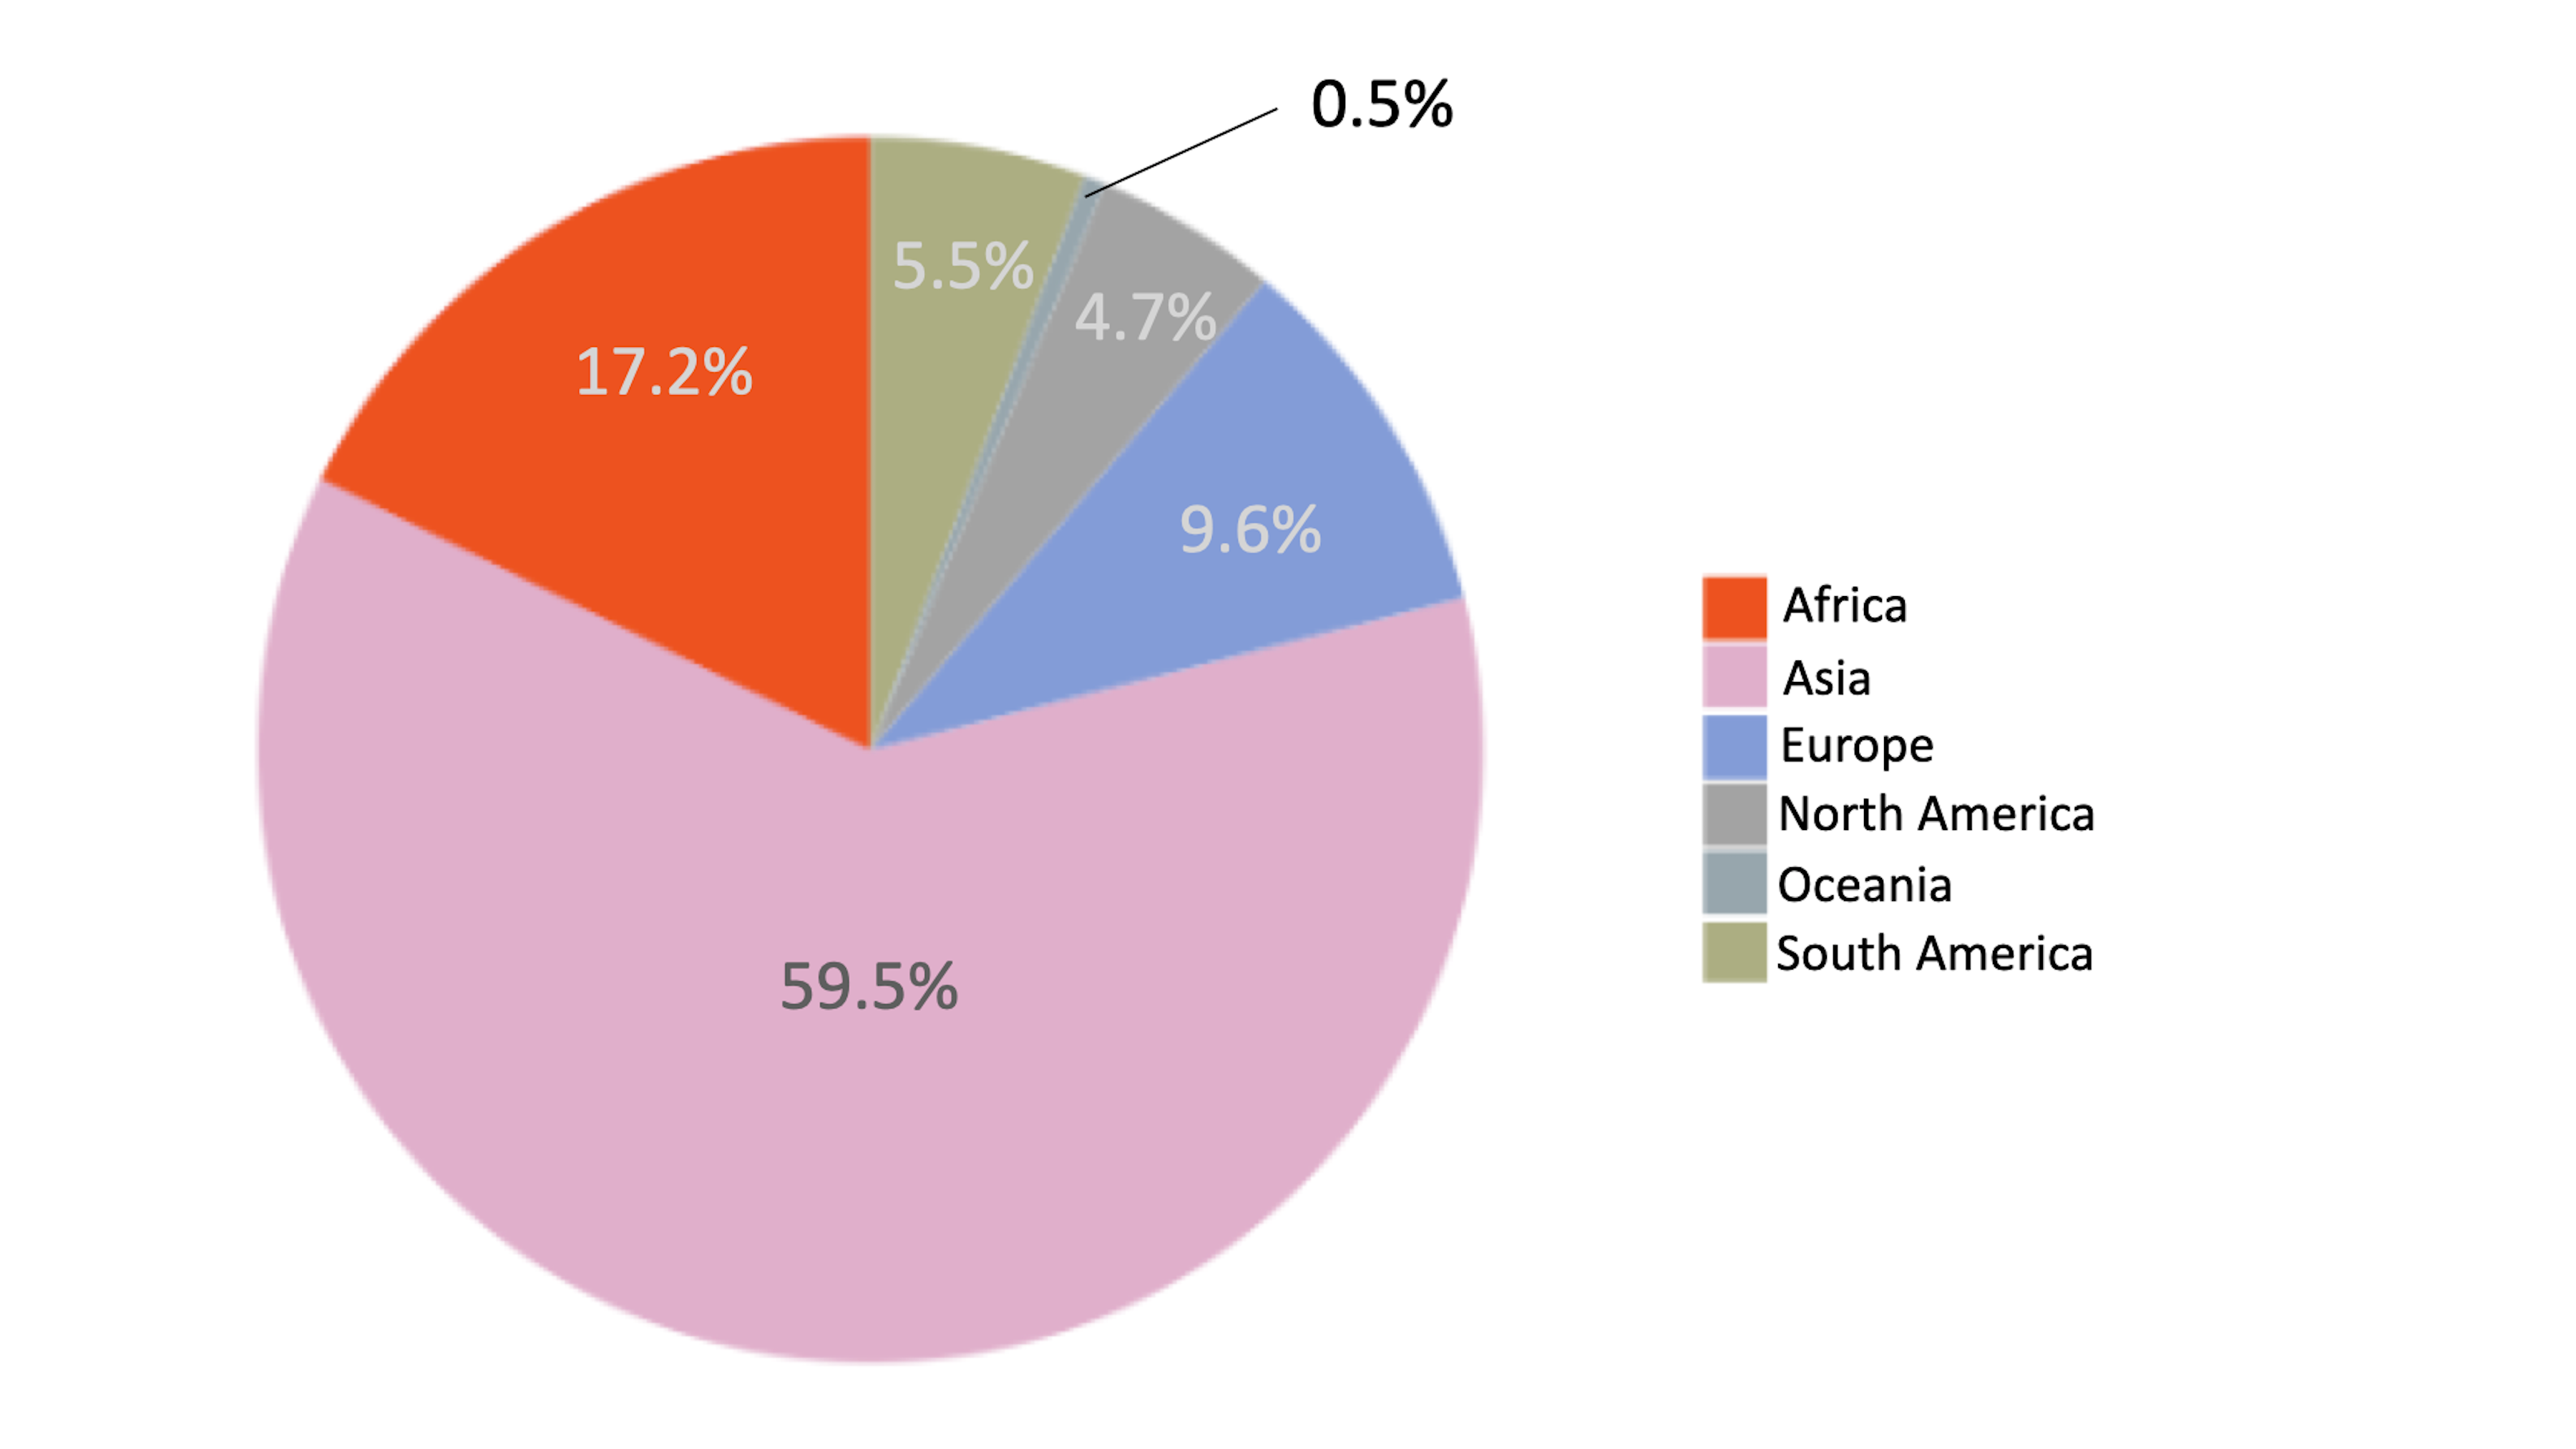 0.5%
5.5%
4.7%
17.2%
9.6%
59.5%
Africa
Asia
Europe
North America
Oceania
South America